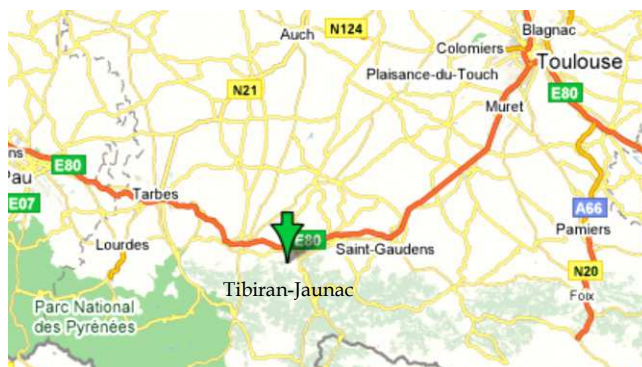 Blagnac
N124
Auch
Colomiers
Toulouse
Plaisance-du-Touch
N21
E80
Muret
ns
E80
Pau
Tarbes
E07
A66
Pamiers
Lourdes
E80
Saint-Gaudens
N20
Tibiran-Jaunac
Foix
Parc National
des Pyrénées